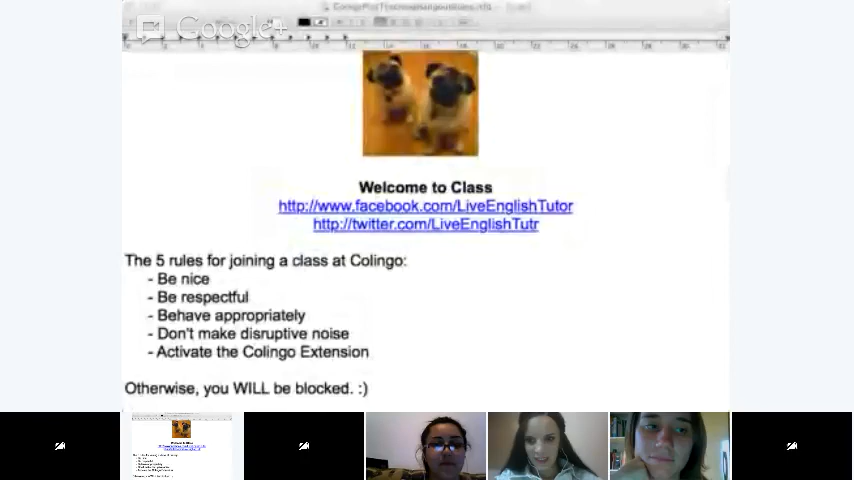 Google+
Welcome to Class
http://www.facebook.com/LiveEnglishTutor
http://twitter.com/LiveEnglishTutr
The 5 rules for joining a class at Colingo:
- Be nice
- Be respectful
- Behave appropriately
- Don't make disruptive noise
- Activate the Colingo Extension
Otherwise, you WILL be blocked. :)